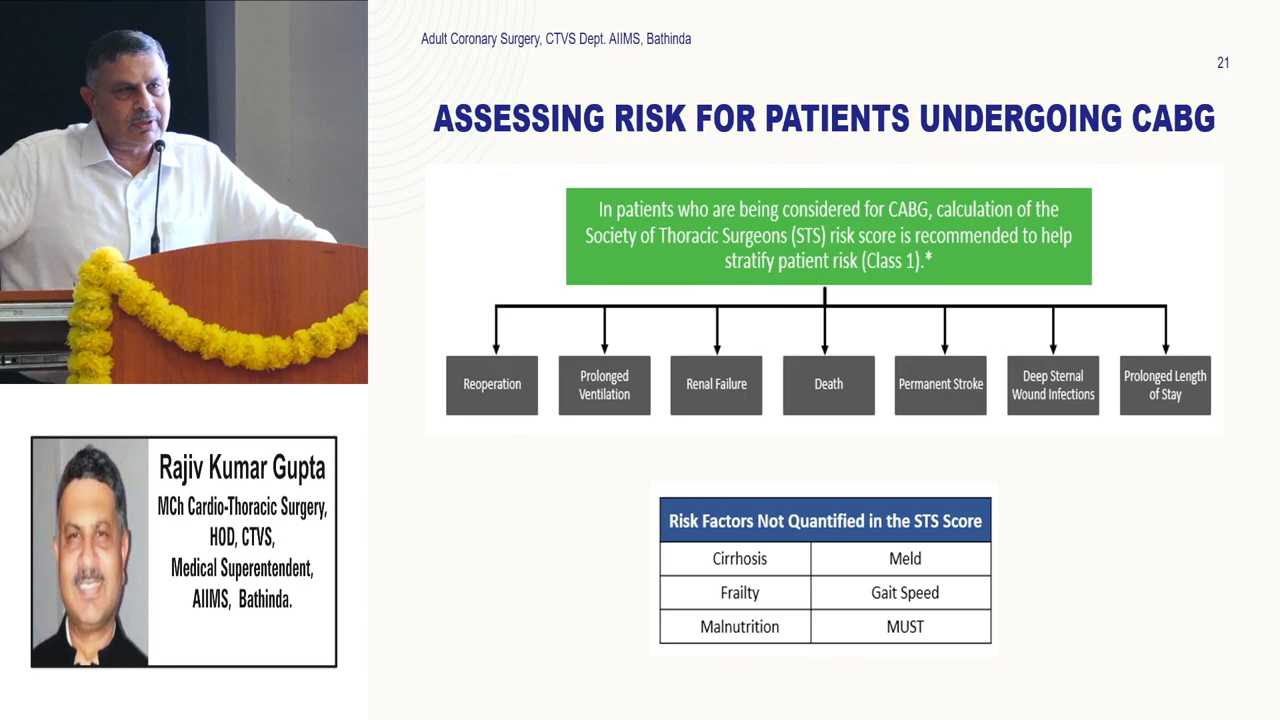 Adult Coronary Surgery, CTVS Dept. AIIMS, Bathinda
21
ASSESSING RISK FOR PATIENTS UNDERGOING CABG
In patients who are being considered for CABG, calculation of the
Society of Thoracic Surgeons (STS) risk score is recommended to help
stratify patient risk (Class 1).*
Reoperation
Prolonged
Ventilation
Renal Failure
Death
Permanent Stroke
Deep Sternal
Wound Infections
Prolonged Length
of Stay
Risk Factors Not Quantified in the STS Score
Cirrhosis
Meld
Frailty
Gait Speed
Malnutrition
MUST
Rajiv Kumar Gupta
MCh Cardio-Thoracic Surgery,
HOD, CTVS,
Medical Superentendent,
AIIMS, Bathinda.